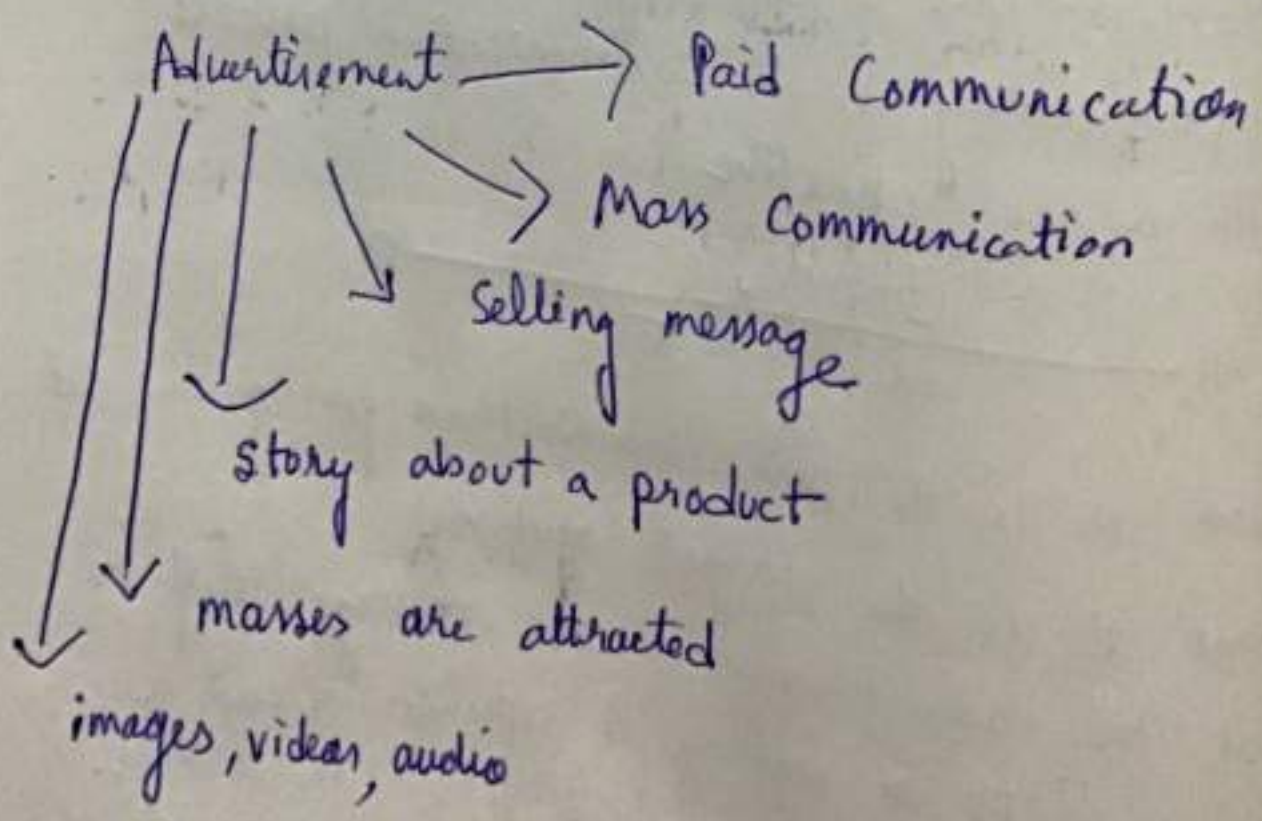 Advertisement → Paid Communication
Mass Communication
Selling message
story about a product
masses are attracted
images, videos, audio